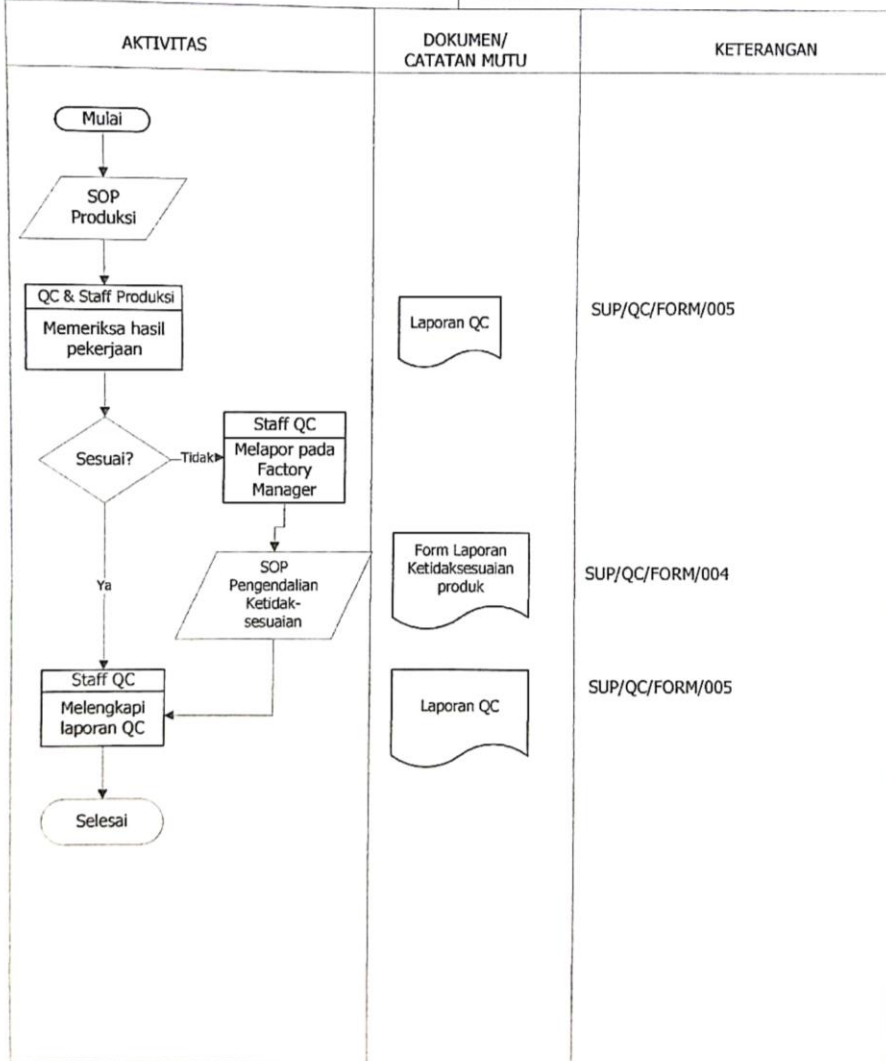 AKTIVITAS
DOKUMEN/
CATATAN MUTU
KETERANGAN
Mulai
SOP
Produksi
QC & Staff Produksi
Memeriksa hasil
pekerjaan
Laporan QC
SUP/QC/FORM/005
Sesuai?
Tidak
Staff QC
Melapor pada
Factory
Manager
Ya
SOP
Pengendalian
Ketidak-
sesuaian
Form Laporan
Ketidaksesuaian
produk
SUP/QC/FORM/004
Staff QC
Melengkapi
laporan QC
Laporan QC
SUP/QC/FORM/005
Selesai